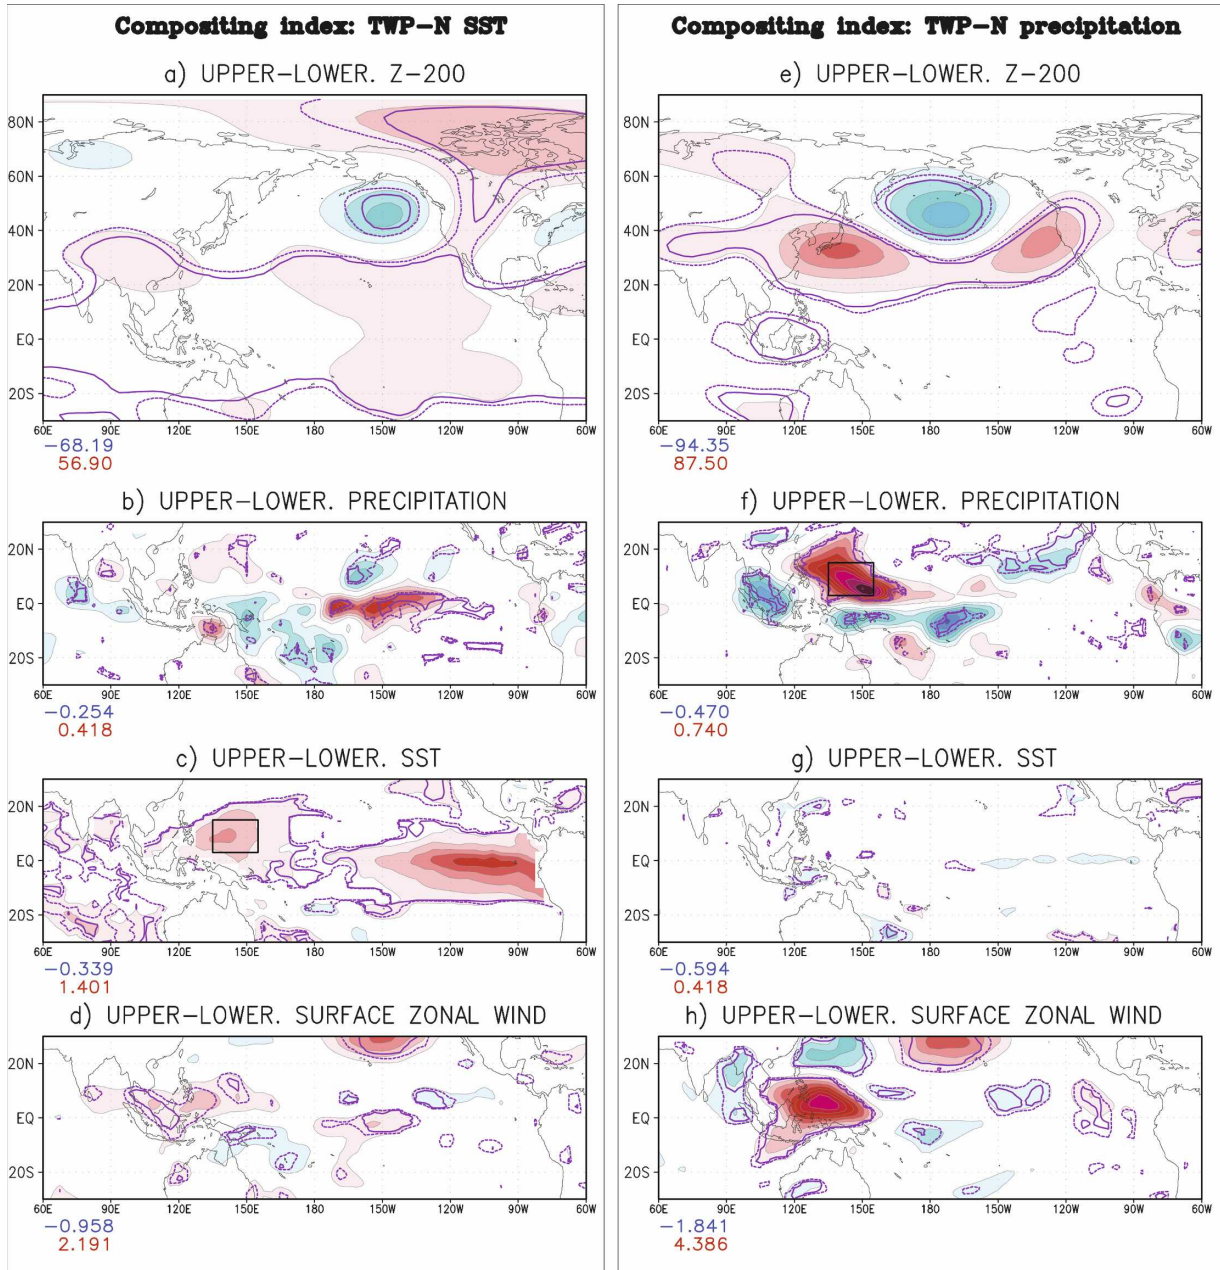 Compositing index: TWP-N SST
a) UPPER-LOWER. Z-200
80N
60N
40N
20N
EQ
20S
60E 90E 120E 150E 180 150W 120W 90W 60W
-68.19
56.90
b) UPPER-LOWER. PRECIPITATION
20N
EQ
20S
60E 90E 120E 150E 180 150W 120W 90W 60W
-0.254
0.418
c) UPPER-LOWER. SST
20N
EQ
20S
60E 90E 120E 150E 180 150W 120W 90W 60W
-0.339
1.401
d) UPPER-LOWER. SURFACE ZONAL WIND
20N
EQ
20S
60E 90E 120E 150E 180 150W 120W 90W 60W
-0.958
2.191
Compositing index: TWP-N precipitation
e) UPPER-LOWER. Z-200
80N
60N
40N
20N
EQ
20S
60E 90E 120E 150E 180 150W 120W 90W 60W
-94.35
87.50
f) UPPER-LOWER. PRECIPITATION
20N
EQ
20S
60E 90E 120E 150E 180 150W 120W 90W 60W
-0.470
0.740
g) UPPER-LOWER. SST
20N
EQ
20S
60E 90E 120E 150E 180 150W 120W 90W 60W
-0.594
0.418
h) UPPER-LOWER. SURFACE ZONAL WIND
20N
EQ
20S
60E 90E 120E 150E 180 150W 120W 90W 60W
-1.841
4.386